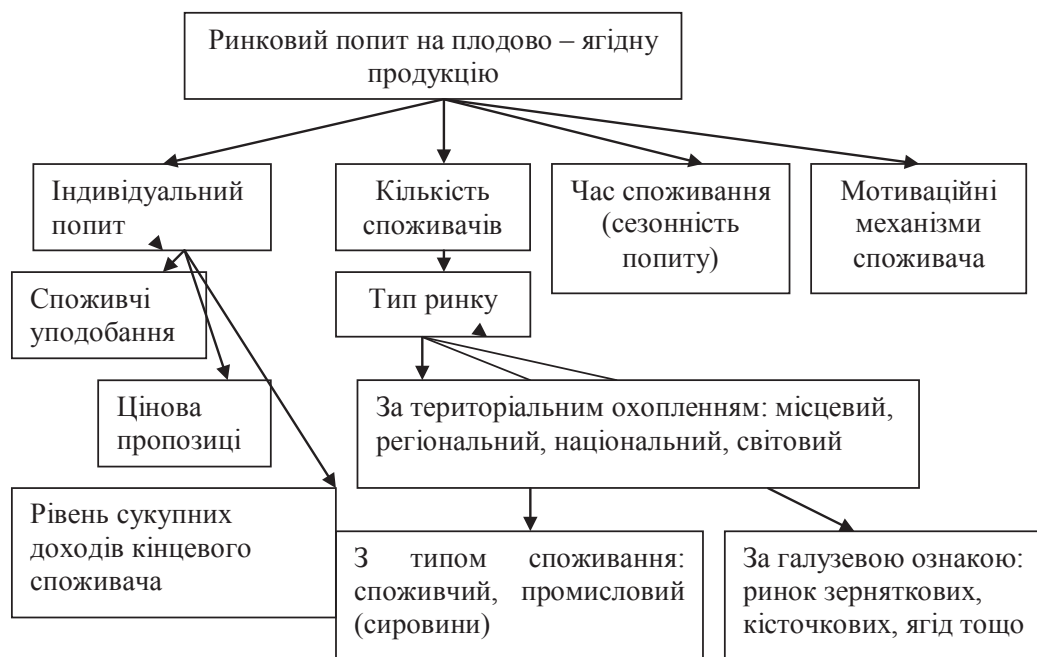 Ринковий попит на плодово – ягідну
продукцію
Індивідуальний
попит
Кількість
споживачів
Час споживання
(сезонність
попиту)
Мотиваційні
механізми
споживача
Споживчі
уподобання
Тип ринку
Цінова
пропозиці
За територіальним охопленням: місцевий,
регіональний, національний, світовий
Рівень сукупних
доходів кінцевого
споживача
З типом споживання:
споживчий, промисловий
(сировини)
За галузевою ознакою:
ринок зерняткових,
кісточкових, ягід тощо